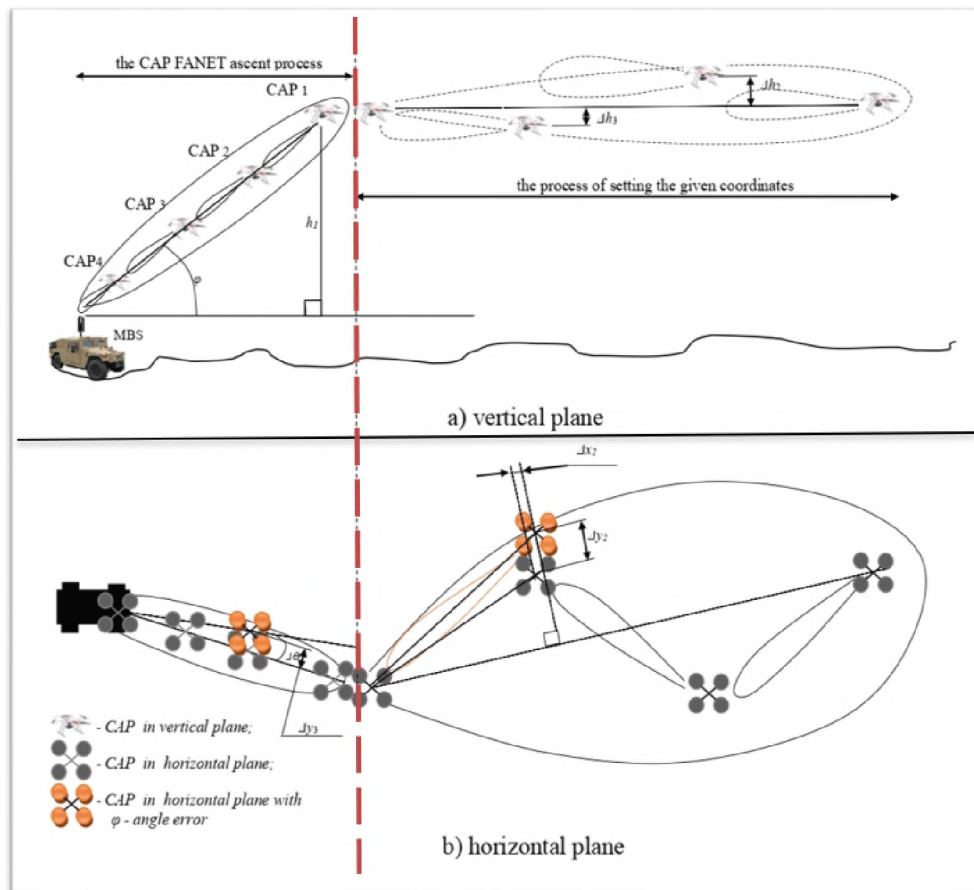 the CAP FANET ascent process
CAP 1
CAP 2
CAP 3
CAP4
h₁
φ
MBS
Δh₂
Δh₃
the process of setting the given coordinates
a) vertical plane
Δx₂
Δy₂
Δy₃
- CAP in vertical plane;
- CAP in horizontal plane;
- CAP in horizontal plane with
φ - angle error
b) horizontal plane